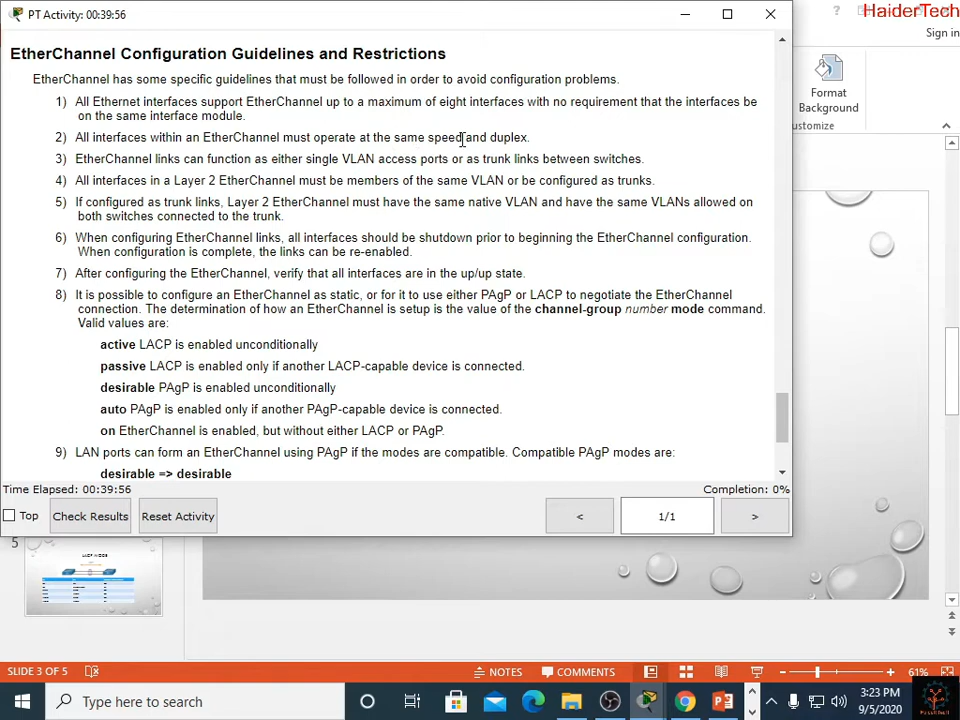 PT Activity: 00:39:56
HaiderTech
Sign in
EtherChannel Configuration Guidelines and Restrictions
EtherChannel has some specific guidelines that must be followed in order to avoid configuration problems.
1) All Ethernet interfaces support EtherChannel up to a maximum of eight interfaces with no requirement that the interfaces be
on the same interface module.
2) All interfaces within an EtherChannel must operate at the same speed and duplex.
3) EtherChannel links can function as either single VLAN access ports or as trunk links between switches.
4) All interfaces in a Layer 2 EtherChannel must be members of the same VLAN or be configured as trunks.
5) If configured as trunk links, Layer 2 EtherChannel must have the same native VLAN and have the same VLANs allowed on
both switches connected to the trunk.
6) When configuring EtherChannel links, all interfaces should be shutdown prior to beginning the EtherChannel configuration.
When configuration is complete, the links can be re-enabled.
7) After configuring the EtherChannel, verify that all interfaces are in the up/up state.
8) It is possible to configure an EtherChannel as static, or for it to use either PAgP or LACP to negotiate the EtherChannel
connection. The determination of how an EtherChannel is setup is the value of the channel-group number mode command.
Valid values are:
active LACP is enabled unconditionally
passive LACP is enabled only if another LACP-capable device is connected.
desirable PAgP is enabled unconditionally
auto PAgP is enabled only if another PAgP-capable device is connected.
on EtherChannel is enabled, but without either LACP or PAgP.
9) LAN ports can form an EtherChannel using PAgP if the modes are compatible. Compatible PAgP modes are:
desirable => desirable
Time Elapsed: 00:39:56
Completion: 0%
Top
Check Results
Reset Activity
<
1/1
>
Format
Background
ustomize
5
LACP MODE
SLIDE 3 OF 5
NOTES
COMMENTS
61%
Type here to search
3:23 PM
9/5/2020